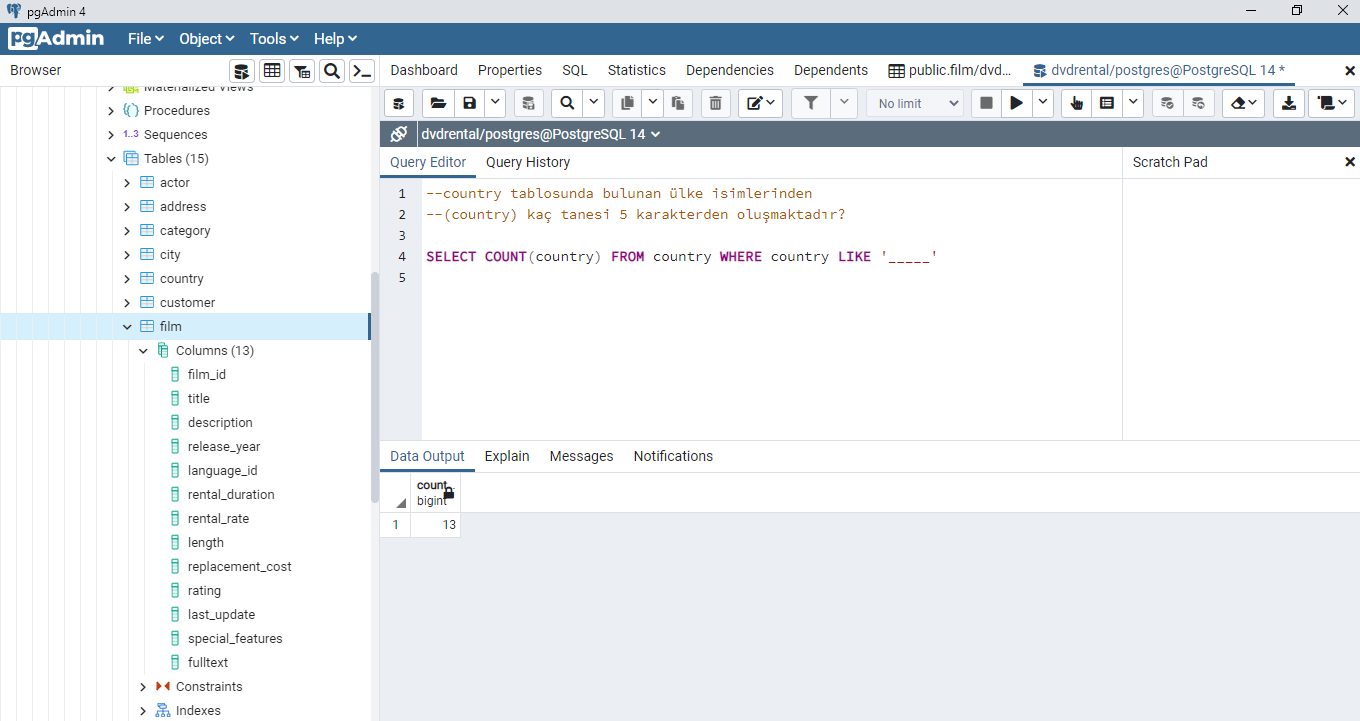 pgAdmin 4
pgAdmin File Object Tools Help
Browser
Dashboard Properties SQL Statistics Dependencies Dependents public.film/dvd... dvdrental/postgres@PostgreSQL 14 *
No limit
dvdrental/postgres@PostgreSQL 14
Query Editor Query History
Scratch Pad
1 --country tablosunda bulunan ülke isimlerinden
2 --(country) kaç tanesi 5 karakterden oluşmaktadır?
3
4 SELECT COUNT(country) FROM country WHERE country LIKE '_____'
5
Materialized Views
Procedures
1..3 Sequences
Tables (15)
actor
address
category
city
country
customer
film
Columns (13)
film_id
title
description
release_year
language_id
rental_duration
rental_rate
length
replacement_cost
rating
last_update
special_features
fulltext
Constraints
Indexes
Data Output Explain Messages Notifications
count
bigint
1 13